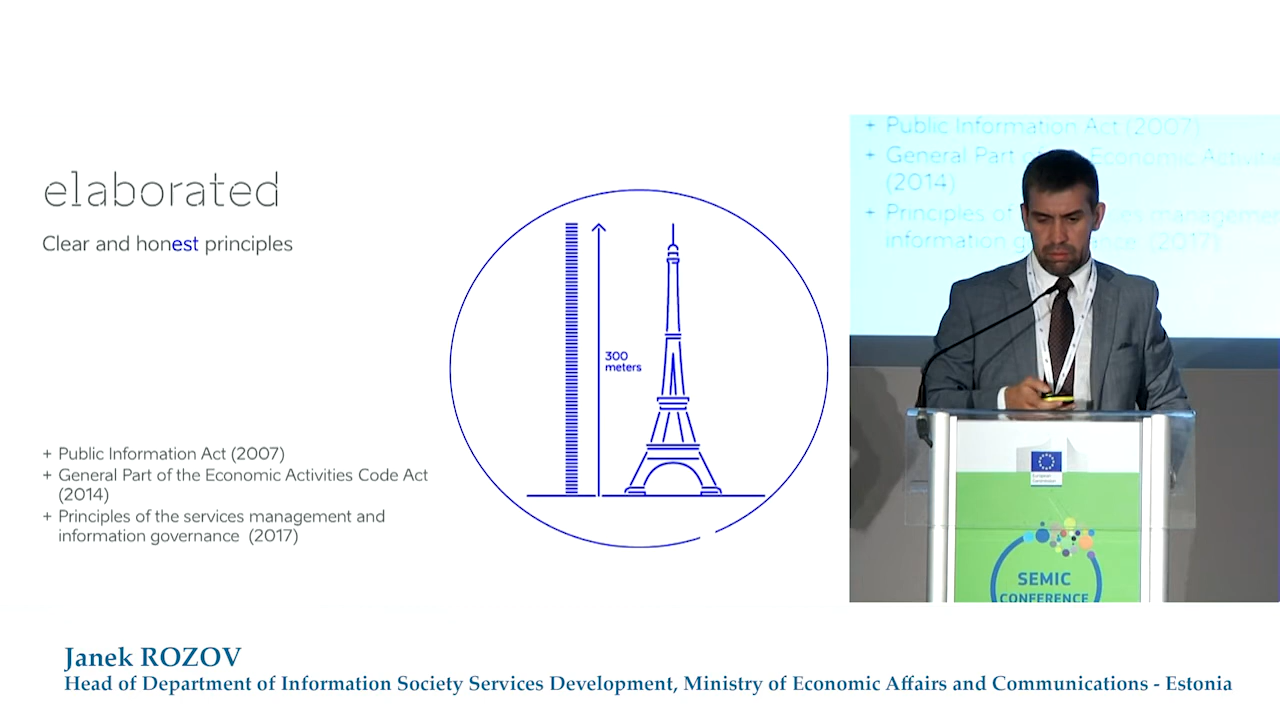 elaborated
Clear and honest principles
300
meters
+ Public Information Act (2007)
+ General Part of the Economic Activities Code Act
(2014)
+ Principles of the services management and
information governance (2017)
+ Public Information Act (2007)
+ General Part of Economic
(2014)
+ Principles of services
information (2017)
European
Commission
SEMIC
CONFERENCE
Janek ROZOV
Head of Department of Information Society Services Development, Ministry of Economic Affairs and Communications - Estonia